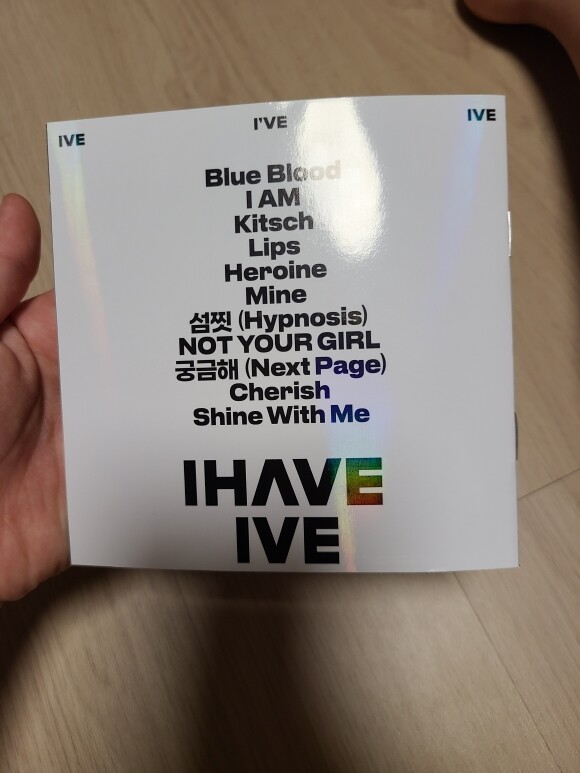 IVE
I'VE
IVE
Blue Blood
I AM
Kitsch
Lips
Heroine
Mine
섬찟 (Hypnosis)
NOT YOUR GIRL
궁금해 (Next Page)
Cherish
Shine With Me
I HAVE
IVE